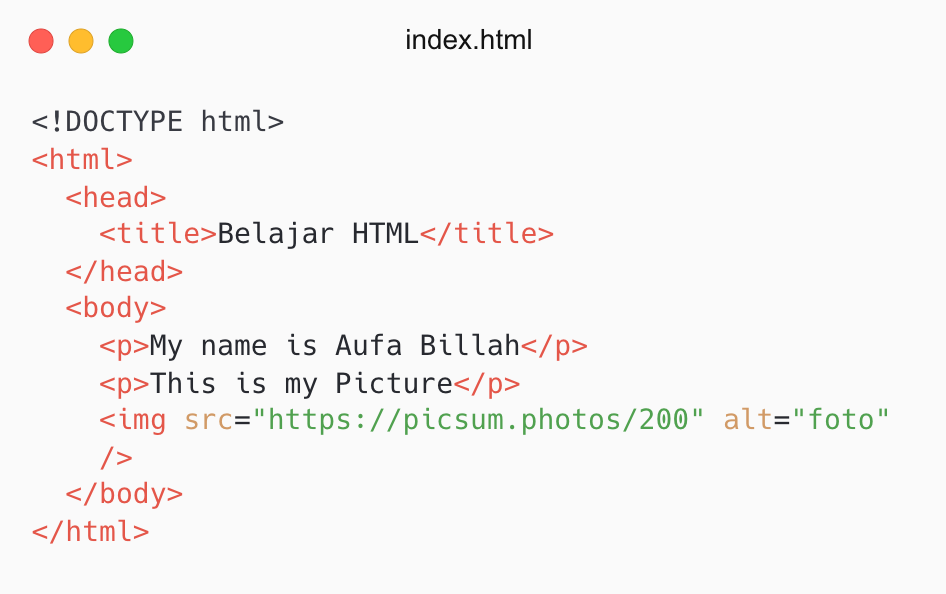 index.html
<!DOCTYPE html>
<html>
  <head>
    <title>Belajar HTML</title>
  </head>
  <body>
    <p>My name is Aufa Billah</p>
    <p>This is my Picture</p>
    <img src="https://picsum.photos/200" alt="foto"
    />
  </body>
</html>